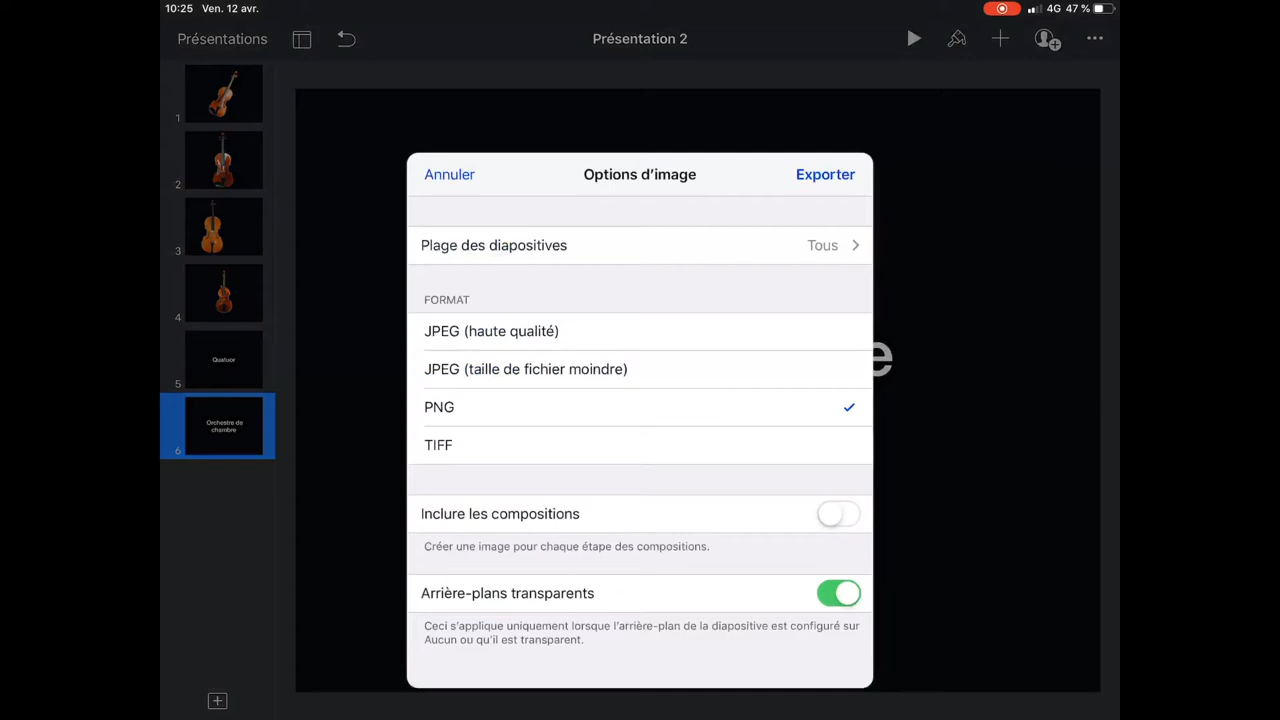 10:25 Ven. 12 avr.
4G 47 %
Présentations
Présentation 2
1
2
3
4
Quatuor
5
Orchestre de
chambre
6
Annuler
Options d’image
Exporter
Plage des diapositives
Tous
FORMAT
JPEG (haute qualité)
JPEG (taille de fichier moindre)
PNG
TIFF
Inclure les compositions
Créer une image pour chaque étape des compositions.
Arrière-plans transparents
Ceci s’applique uniquement lorsque l’arrière-plan de la diapositive est configuré sur
Aucun ou qu’il est transparent.
e